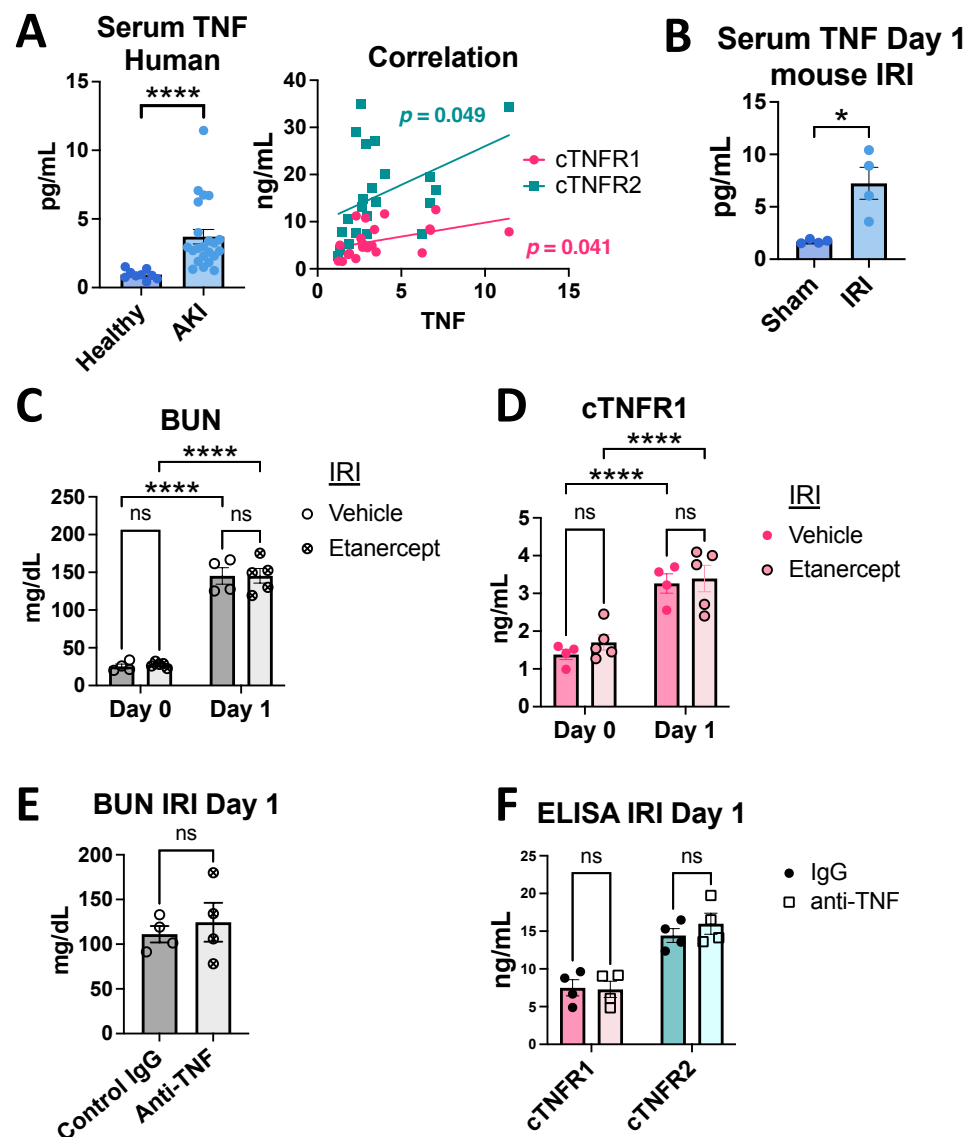 A
Serum TNF
Human
****
pg/mL
15
10
5
0
Healthy
AKI
Correlation
ng/mL
40
30
20
10
0
p = 0.049
cTNFR1
cTNFR2
p = 0.041
0
5
10
15
TNF
B
Serum TNF Day 1
mouse IRI
*
pg/mL
15
10
5
0
Sham
IRI
C
BUN
****
****
ns
ns
mg/dL
250
200
150
100
50
0
Day 0
Day 1
IRI
Vehicle
Etanercept
D
cTNFR1
****
****
ns
ns
ng/mL
5
4
3
2
1
0
Day 0
Day 1
IRI
Vehicle
Etanercept
E
BUN IRI Day 1
ns
mg/dL
200
150
100
50
0
Control IgG
Anti-TNF
F
ELISA IRI Day 1
ns
ns
ng/mL
25
20
15
10
5
0
cTNFR1
cTNFR2
IgG
anti-TNF